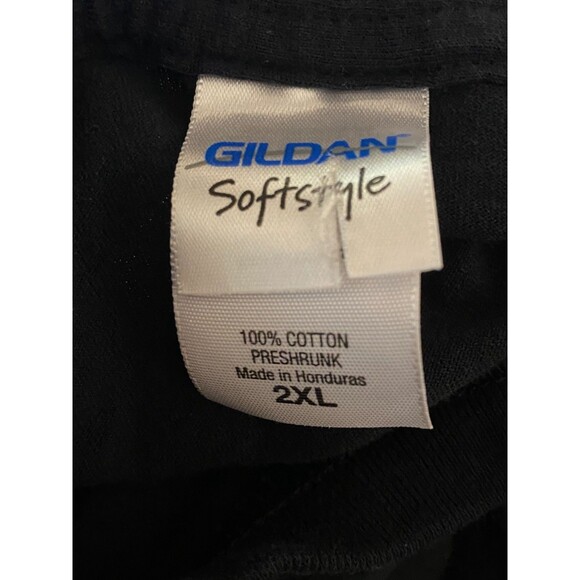 GILDAN
Softstyle
100% COTTON
PRESHRUNK
Made in Honduras
2XL